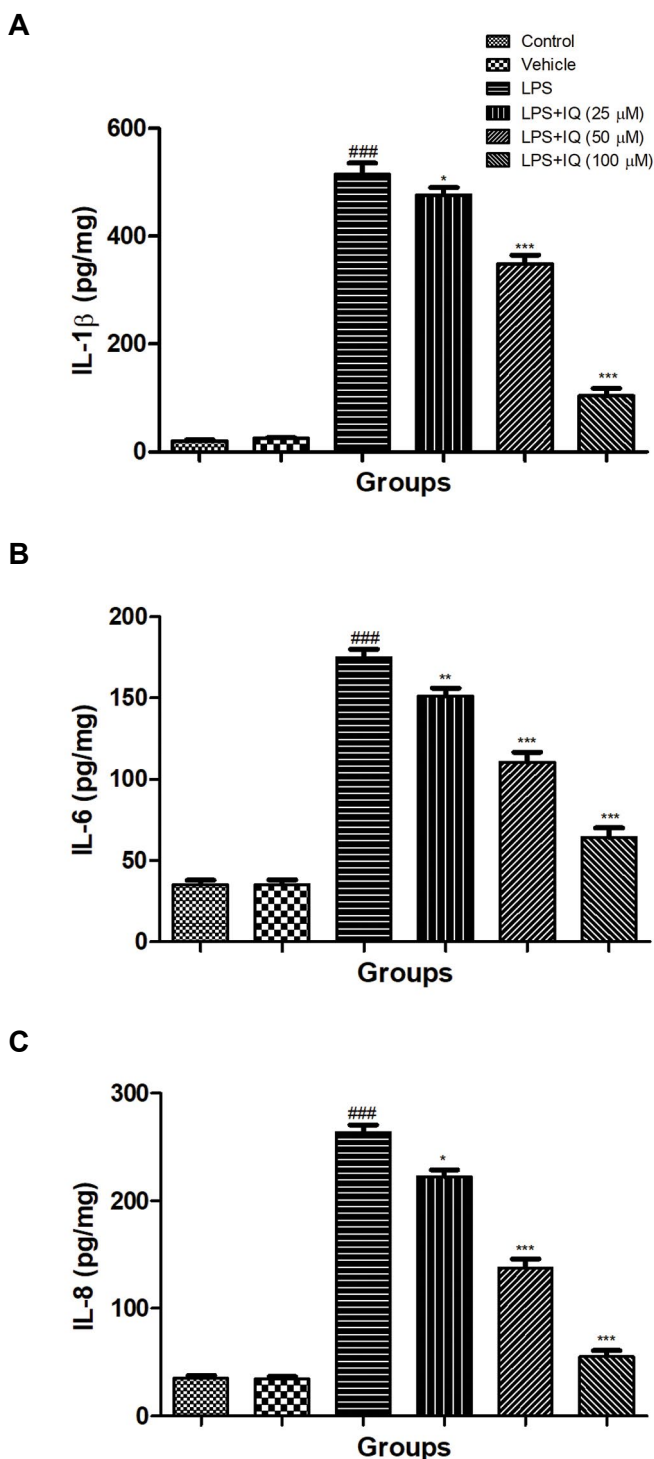 A
Control
Vehicle
LPS
LPS+IQ (25 μM)
LPS+IQ (50 μM)
LPS+IQ (100 μM)
600
400
200
0
IL-1β (pg/mg)
###
*
***
***
Groups
B
200
150
100
50
0
IL-6 (pg/mg)
###
**
***
***
Groups
C
300
200
100
0
IL-8 (pg/mg)
###
*
***
***
Groups